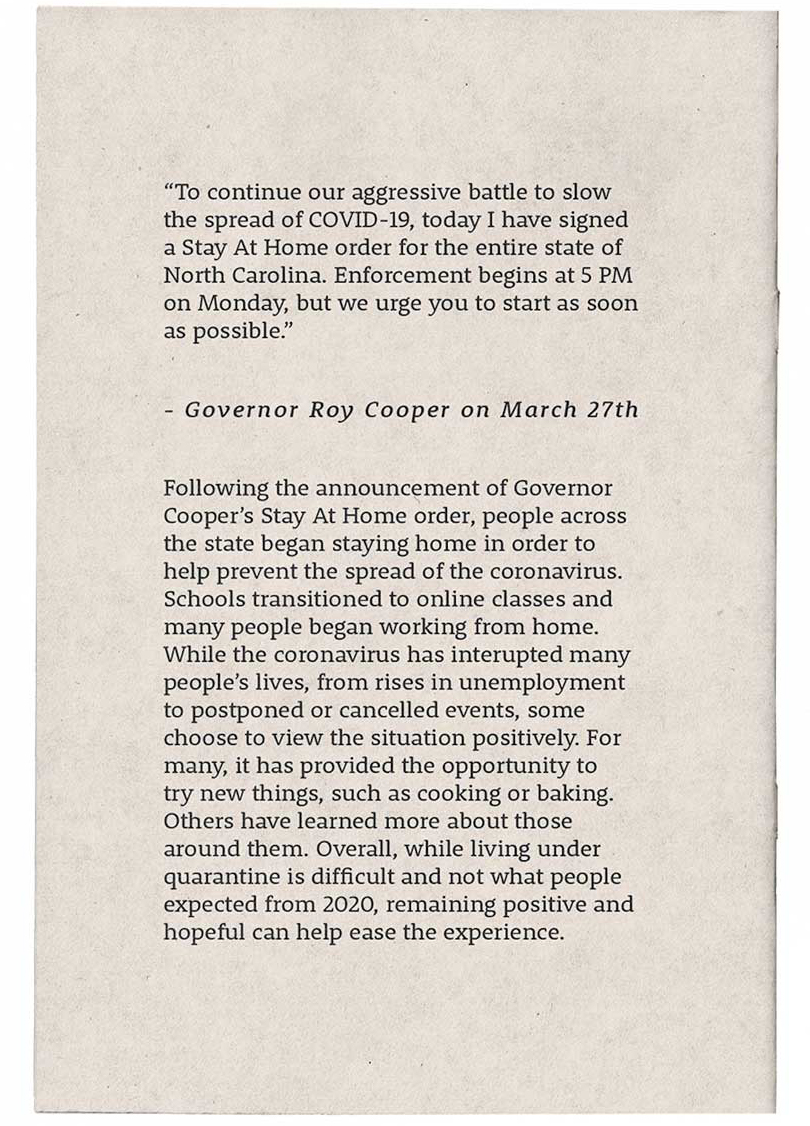 “To continue our aggressive battle to slow
the spread of COVID-19, today I have signed
a Stay At Home order for the entire state of
North Carolina. Enforcement begins at 5 PM
on Monday, but we urge you to start as soon
as possible.”
- Governor Roy Cooper on March 27th
Following the announcement of Governor
Cooper’s Stay At Home order, people across
the state began staying home in order to
help prevent the spread of the coronavirus.
Schools transitioned to online classes and
many people began working from home.
While the coronavirus has interupted many
people’s lives, from rises in unemployment
to postponed or cancelled events, some
choose to view the situation positively. For
many, it has provided the opportunity to
try new things, such as cooking or baking.
Others have learned more about those
around them. Overall, while living under
quarantine is difficult and not what people
expected from 2020, remaining positive and
hopeful can help ease the experience.